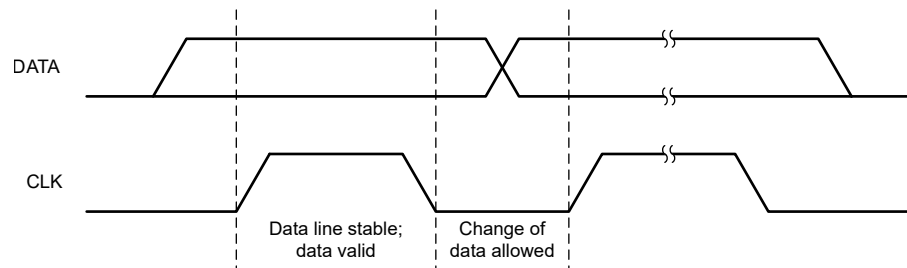 DATA
CLK
Data line stable;
data valid
Change of
data allowed